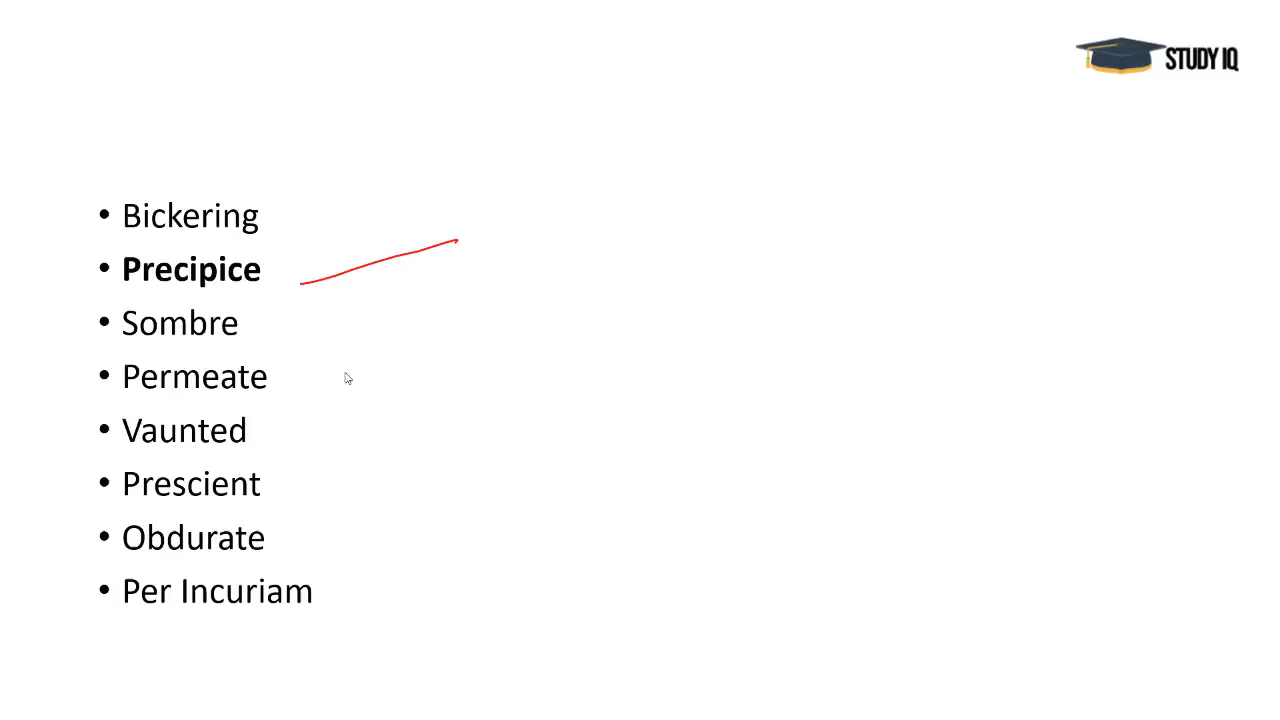 STUDY IQ
• Bickering
• Precipice
• Sombre
• Permeate
• Vaunted
• Prescient
• Obdurate
• Per Incuriam